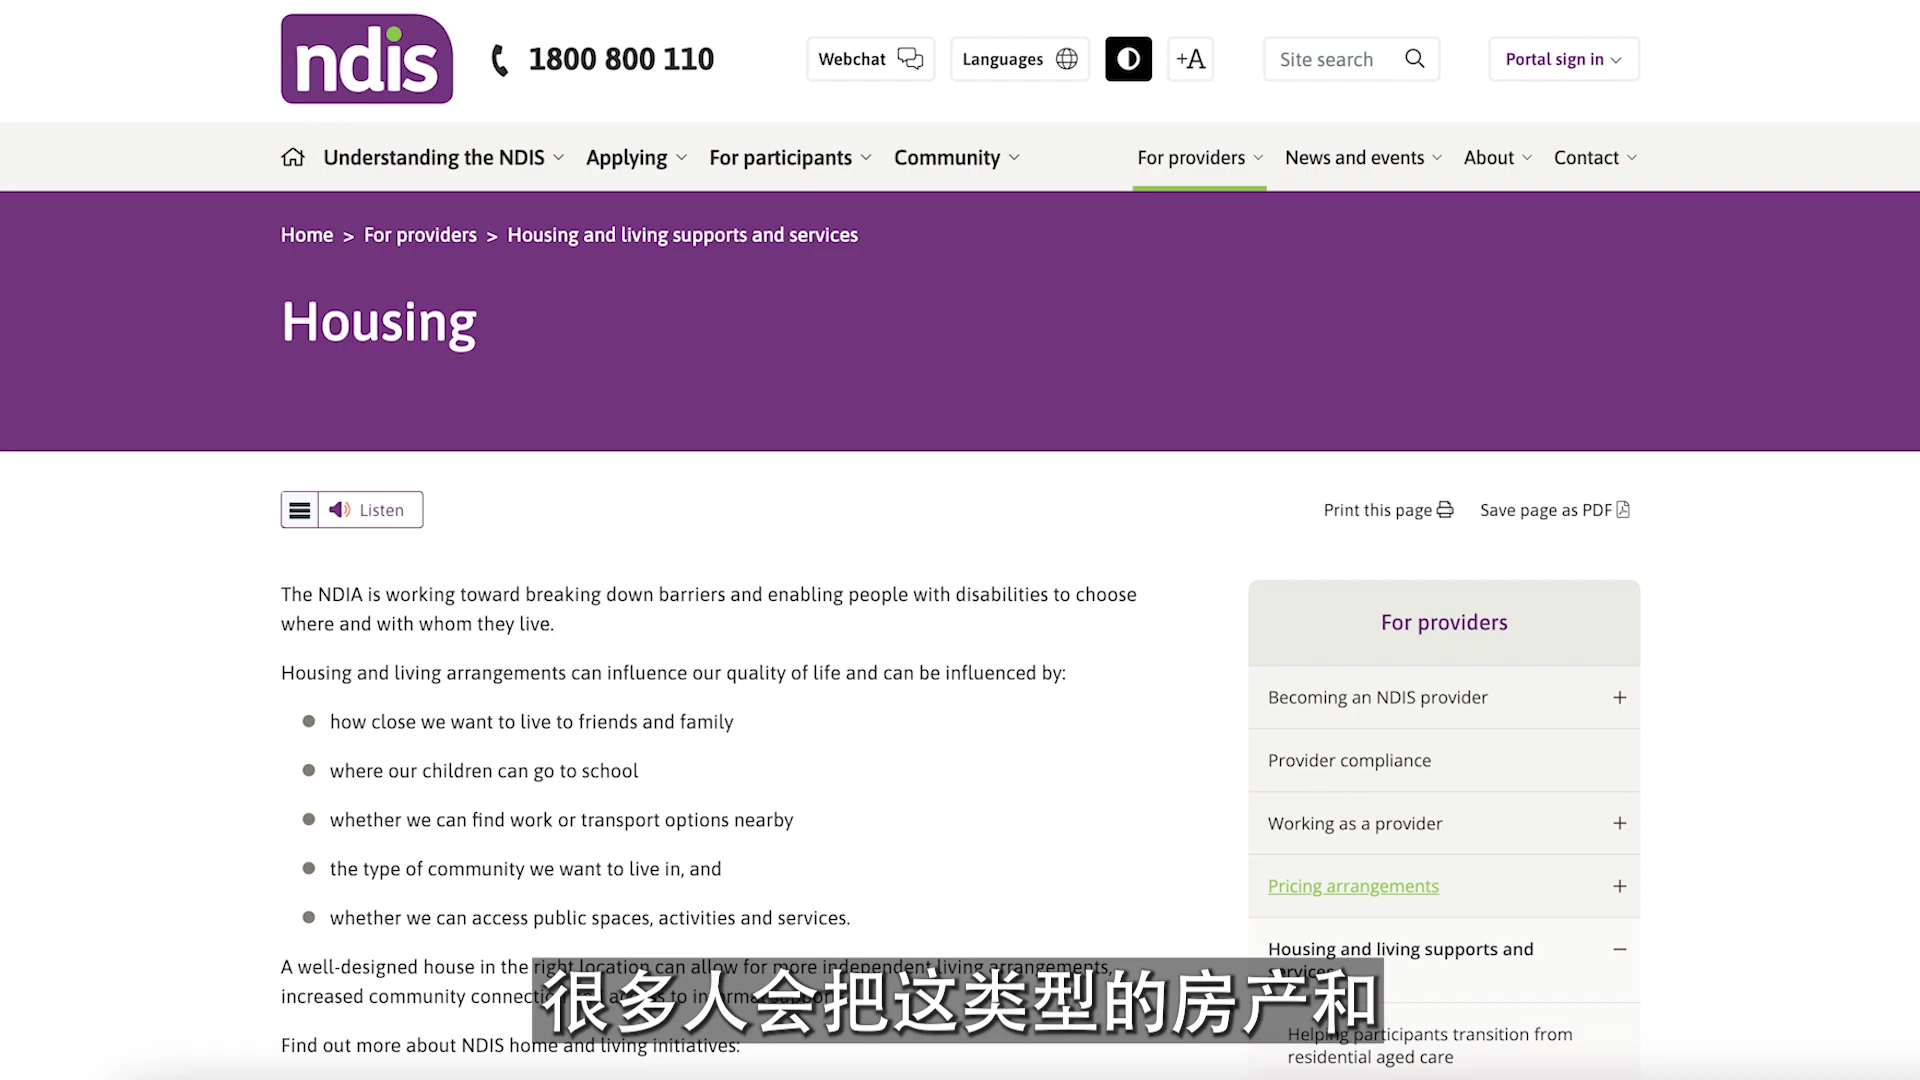 ndis
1800 800 110
Webchat
Languages
+A
Site search
Portal sign in
Understanding the NDIS
Applying
For participants
Community
For providers
News and events
About
Contact
Home > For providers > Housing and living supports and services
Housing
Listen
Print this page
Save page as PDF
The NDIA is working toward breaking down barriers and enabling people with disabilities to choose
where and with whom they live.
Housing and living arrangements can influence our quality of life and can be influenced by:
how close we want to live to friends and family
where our children can go to school
whether we can find work or transport options nearby
the type of community we want to live in, and
whether we can access public spaces, activities and services.
A well-designed house in the right location can allow for more independent living arrangements,
increased community
Find out more about NDIS home and living initiatives:
For providers
Becoming an NDIS provider
Provider compliance
Working as a provider
Pricing arrangements
Housing and living supports and
services
Helping participants transition from
residential aged care
很多人会把这类型的房产和